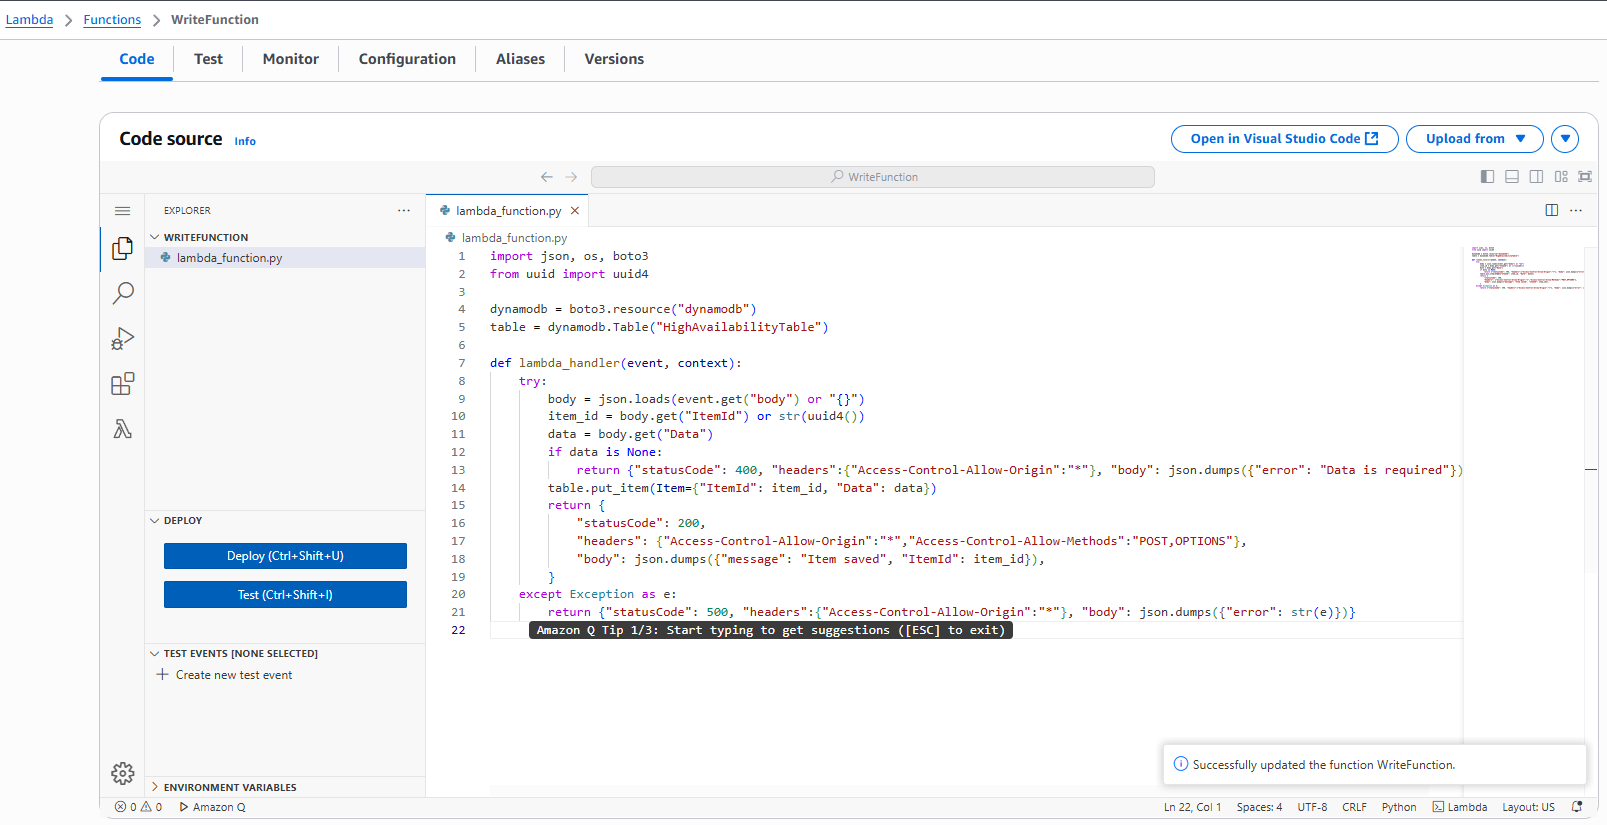 Lambda > Functions > WriteFunction
Code Test Monitor Configuration Aliases Versions
Code source Info
Open in Visual Studio Code Upload from
WriteFunction
EXPLORER
WRITEFUNCTION
lambda_function.py
DEPLOY
Deploy (Ctrl+Shift+U)
Test (Ctrl+Shift+I)
TEST EVENTS [NONE SELECTED]
Create new test event
ENVIRONMENT VARIABLES
lambda_function.py
lambda_function.py
1 import json, os, boto3
2 from uuid import uuid4
3
4 dynamodb = boto3.resource("dynamodb")
5 table = dynamodb.Table("HighAvailabilityTable")
6
7 def lambda_handler(event, context):
8     try:
9         body = json.loads(event.get("body") or "{}")
10         item_id = body.get("ItemId") or str(uuid4())
11         data = body.get("Data")
12         if data is None:
13             return {"statusCode": 400, "headers":{"Access-Control-Allow-Origin":"*"}, "body": json.dumps({"error": "Data is required"})
14         table.put_item(Item={"ItemId": item_id, "Data": data})
15         return {
16             "statusCode": 200,
17             "headers": {"Access-Control-Allow-Origin":"*","Access-Control-Allow-Methods":"POST,OPTIONS"},
18             "body": json.dumps({"message": "Item saved", "ItemId": item_id}),
19         }
20     except Exception as e:
21         return {"statusCode": 500, "headers":{"Access-Control-Allow-Origin":"*"}, "body": json.dumps({"error": str(e)})}
22
Amazon Q Tip 1/3: Start typing to get suggestions ([ESC] to exit)
Successfully updated the function WriteFunction.
0 0 Amazon Q
Ln 22, Col 1 Spaces: 4 UTF-8 CRLF Python Lambda Layout: US